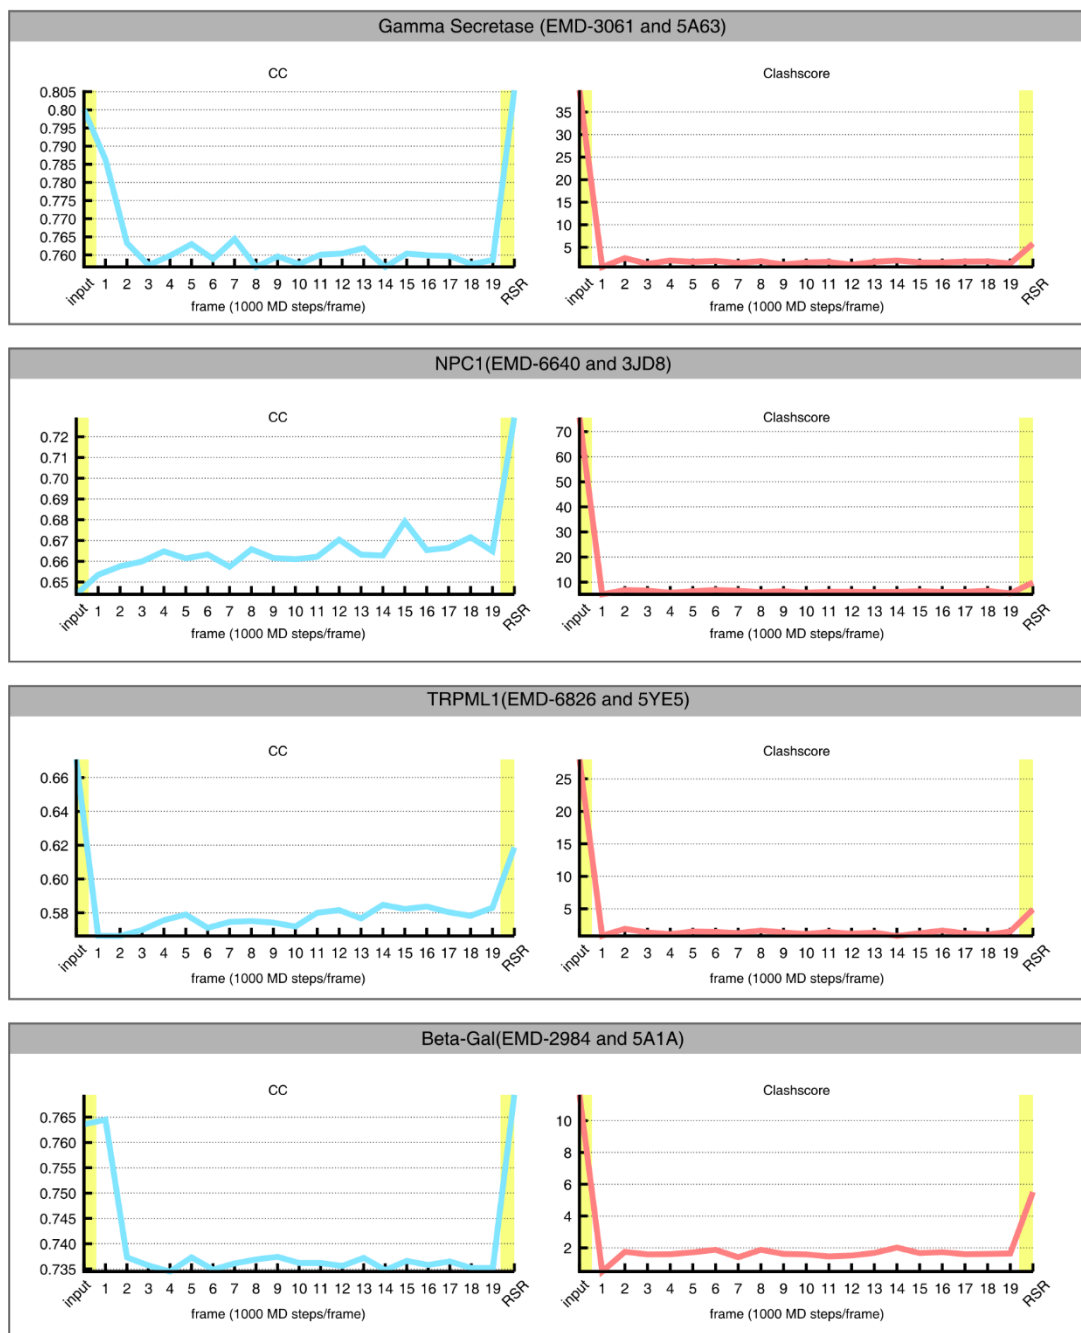 Gamma Secretase (EMD-3061 and 5A63)
CC
0.805
0.80
0.795
0.790
0.785
0.780
0.775
0.770
0.765
0.760
input 1 2 3 4 5 6 7 8 9 10 11 12 13 14 15 16 17 18 19 RSR
frame (1000 MD steps/frame)
Clashscore
35
30
25
20
15
10
5
input 1 2 3 4 5 6 7 8 9 10 11 12 13 14 15 16 17 18 19 RSR
frame (1000 MD steps/frame)
NPC1(EMD-6640 and 3JD8)
CC
0.72
0.71
0.70
0.69
0.68
0.67
0.66
0.65
input 1 2 3 4 5 6 7 8 9 10 11 12 13 14 15 16 17 18 19 RSR
frame (1000 MD steps/frame)
Clashscore
70
60
50
40
30
20
10
input 1 2 3 4 5 6 7 8 9 10 11 12 13 14 15 16 17 18 19 RSR
frame (1000 MD steps/frame)
TRPML1(EMD-6826 and 5YE5)
CC
0.66
0.64
0.62
0.60
0.58
input 1 2 3 4 5 6 7 8 9 10 11 12 13 14 15 16 17 18 19 RSR
frame (1000 MD steps/frame)
Clashscore
25
20
15
10
5
input 1 2 3 4 5 6 7 8 9 10 11 12 13 14 15 16 17 18 19 RSR
frame (1000 MD steps/frame)
Beta-Gal(EMD-2984 and 5A1A)
CC
0.765
0.760
0.755
0.750
0.745
0.740
0.735
input 1 2 3 4 5 6 7 8 9 10 11 12 13 14 15 16 17 18 19 RSR
frame (1000 MD steps/frame)
Clashscore
10
8
6
4
2
input 1 2 3 4 5 6 7 8 9 10 11 12 13 14 15 16 17 18 19 RSR
frame (1000 MD steps/frame)